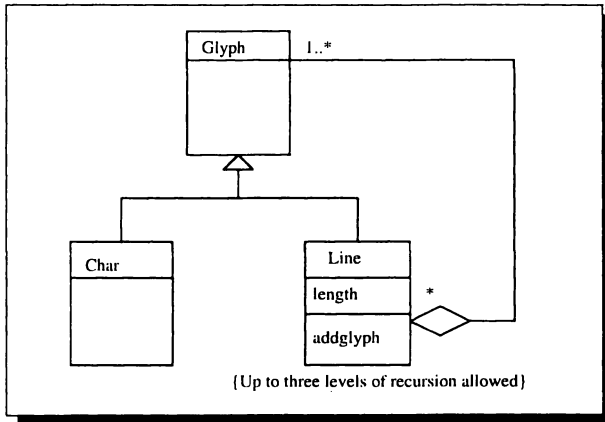 Glyph
1..*
Char
Line
length
*
addglyph
{Up to three levels of recursion allowed}